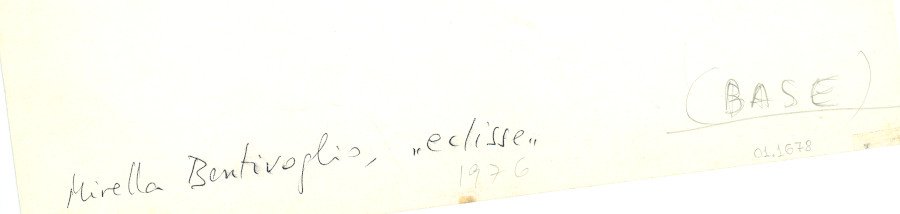 (BASE)
Mirella Bentivoglio, „eclisse„
1976
01.1678